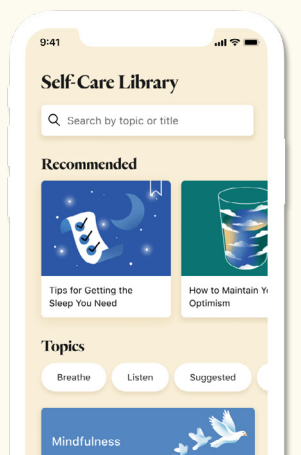 9:41
Self-Care Library
Search by topic or title
Recommended
Tips for Getting the
Sleep You Need
How to Maintain
Optimism
Topics
Breathe
Listen
Suggested
Mindfulness